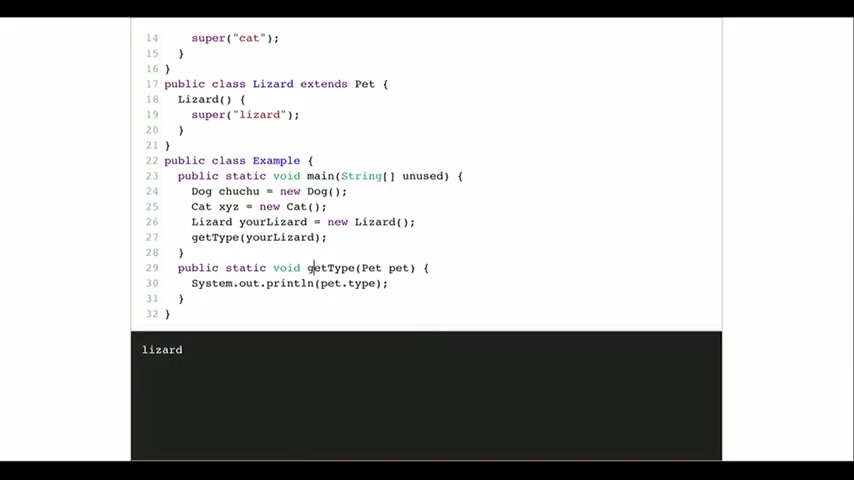 14 super("cat");
15 }
16 }
17 public class Lizard extends Pet {
18 Lizard() {
19 super("lizard");
20 }
21 }
22 public class Example {
23 public static void main(String[] unused) {
24 Dog chuchu = new Dog();
25 Cat xyz = new Cat();
26 Lizard yourLizard = new Lizard();
27 getType(yourLizard);
28 }
29 public static void getType(Pet pet) {
30 System.out.println(pet.type);
31 }
32 }
lizard